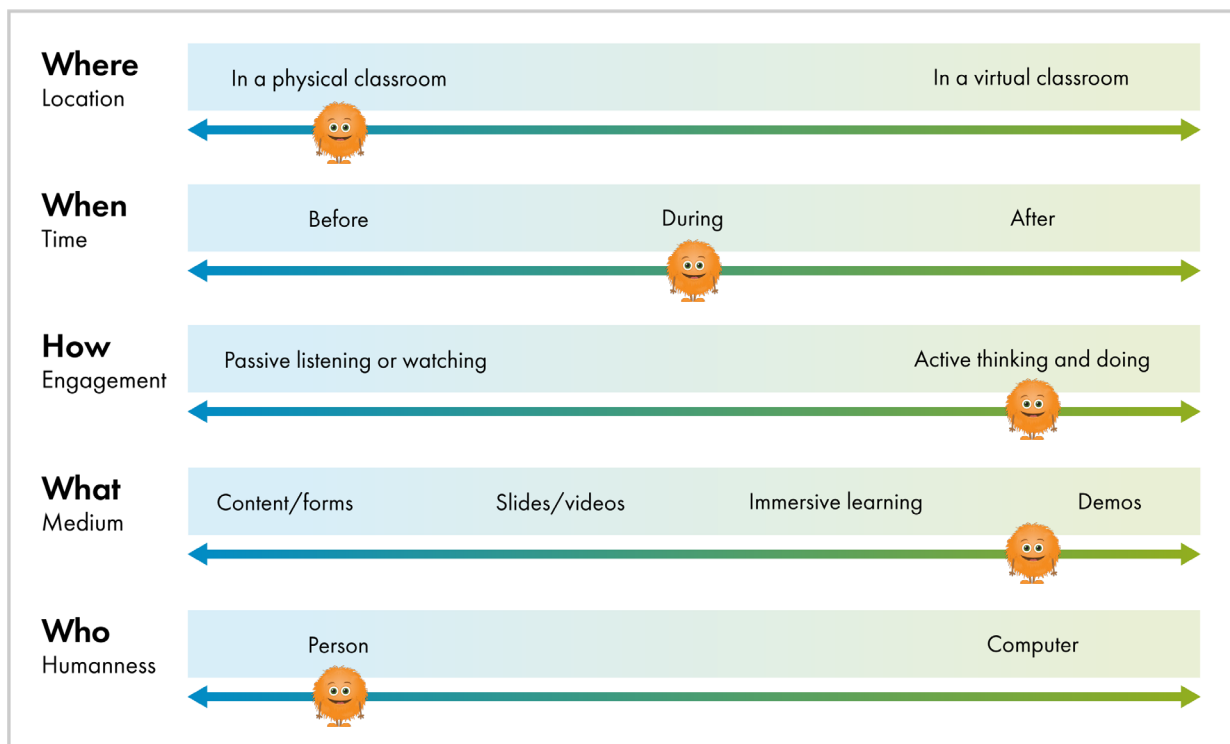 Where
Location
In a physical classroom
In a virtual classroom
When
Time
Before
During
After
How
Engagement
Passive listening or watching
Active thinking and doing
What
Medium
Content/forms
Slides/videos
Immersive learning
Demos
Who
Humanness
Person
Computer